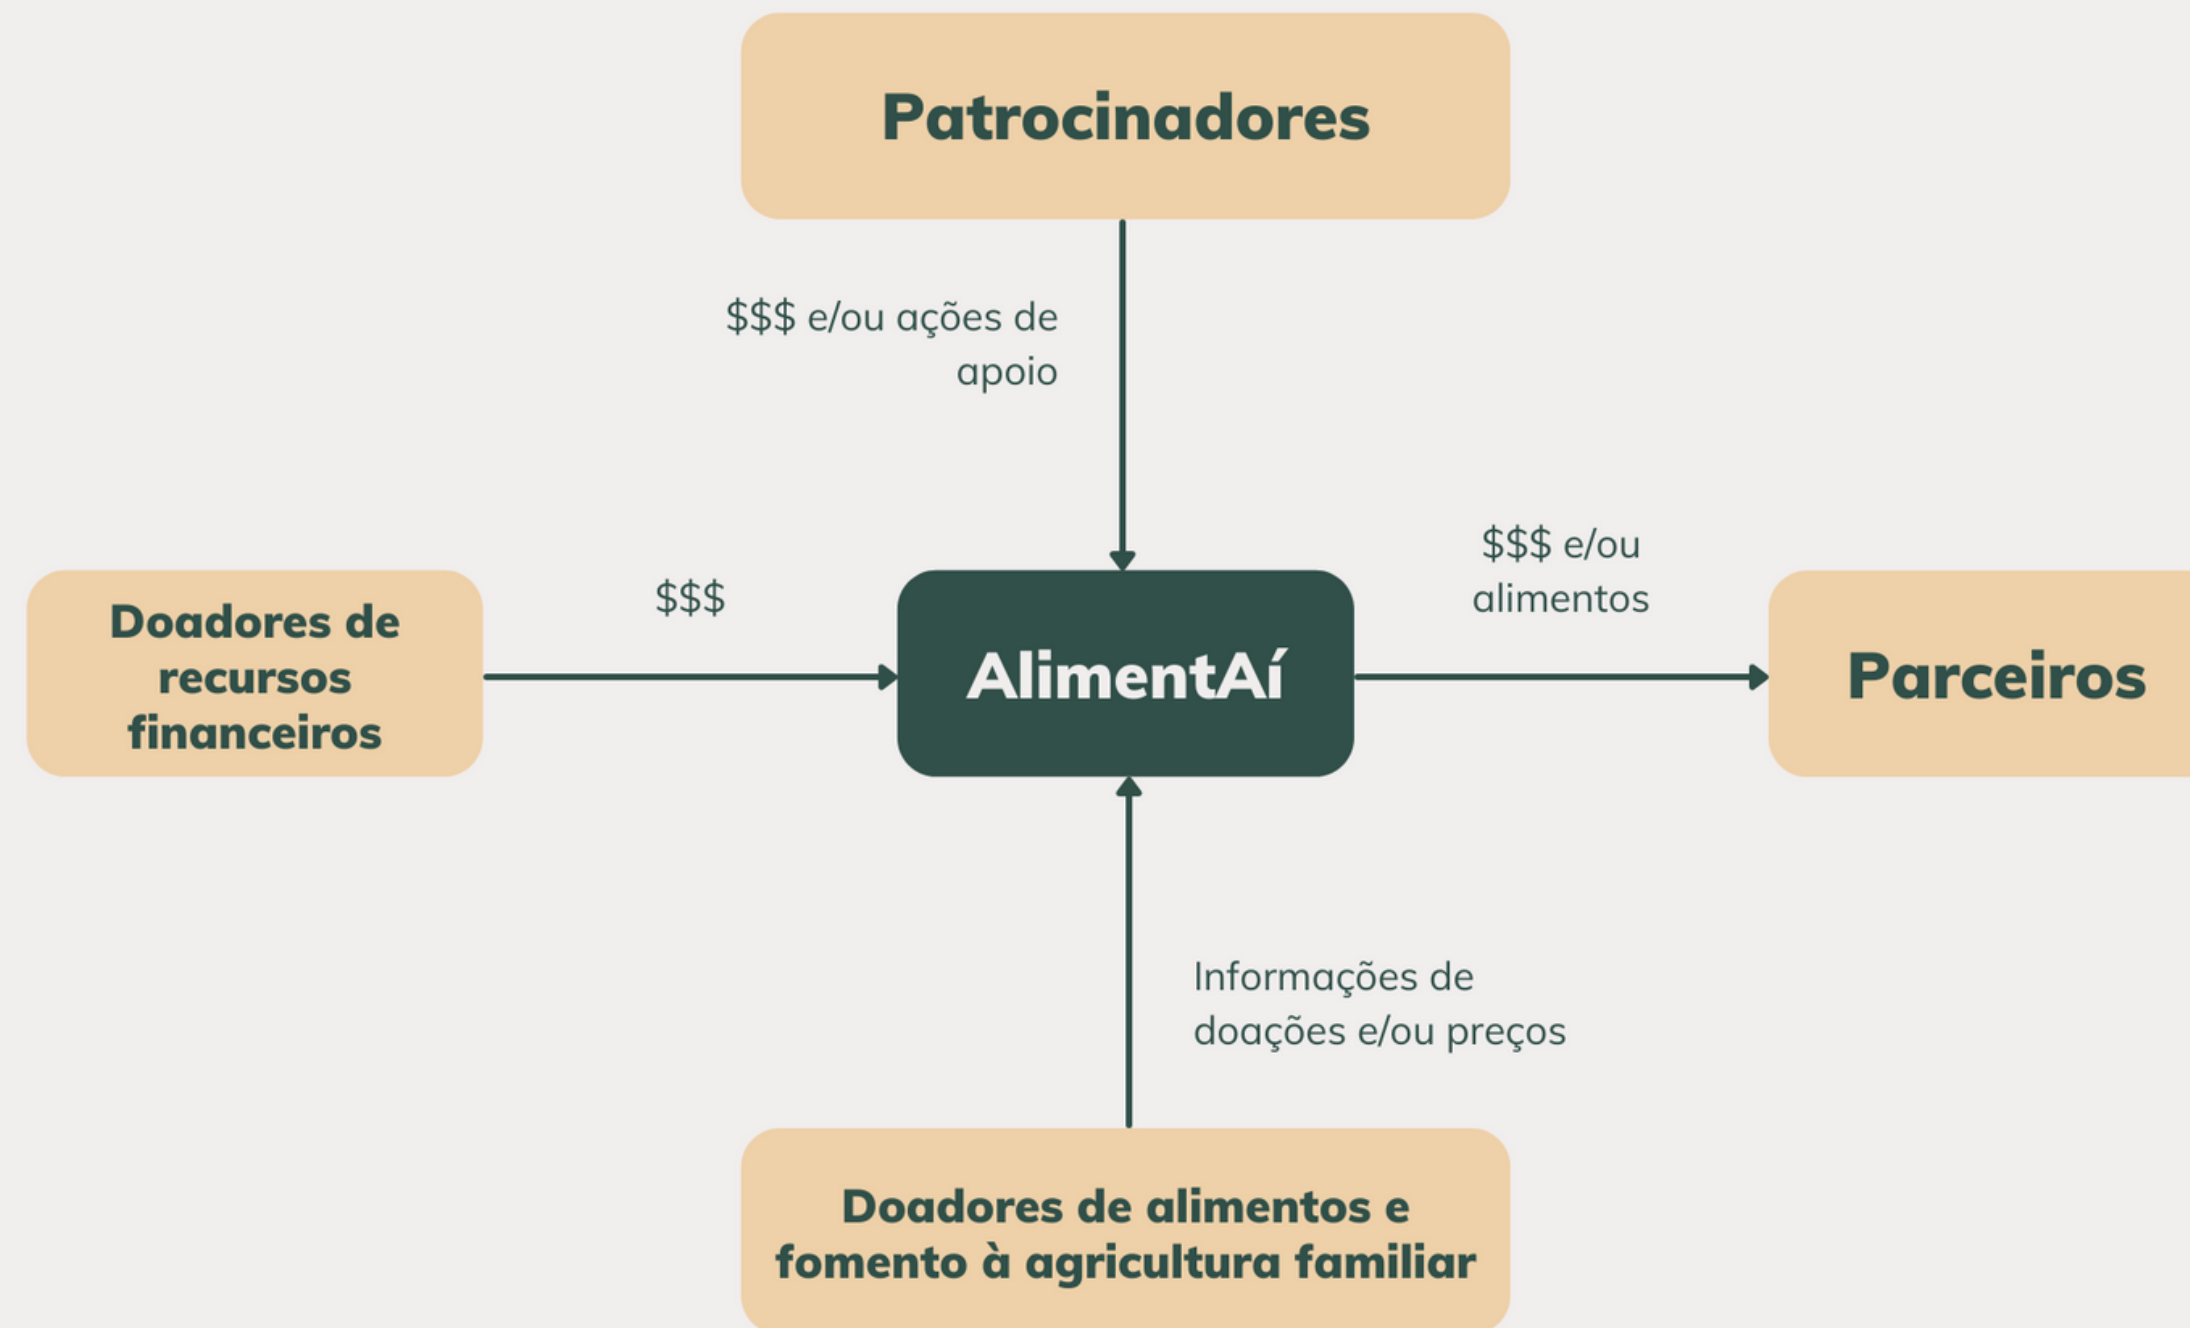 Patrocinadores
$$$ e/ou ações de
apoio
Doadores de
recursos
financeiros
$$$
AlimentAí
$$$ e/ou
alimentos
Parceiros
Informações de
doações e/ou preços
Doadores de alimentos e
fomento à agricultura familiar